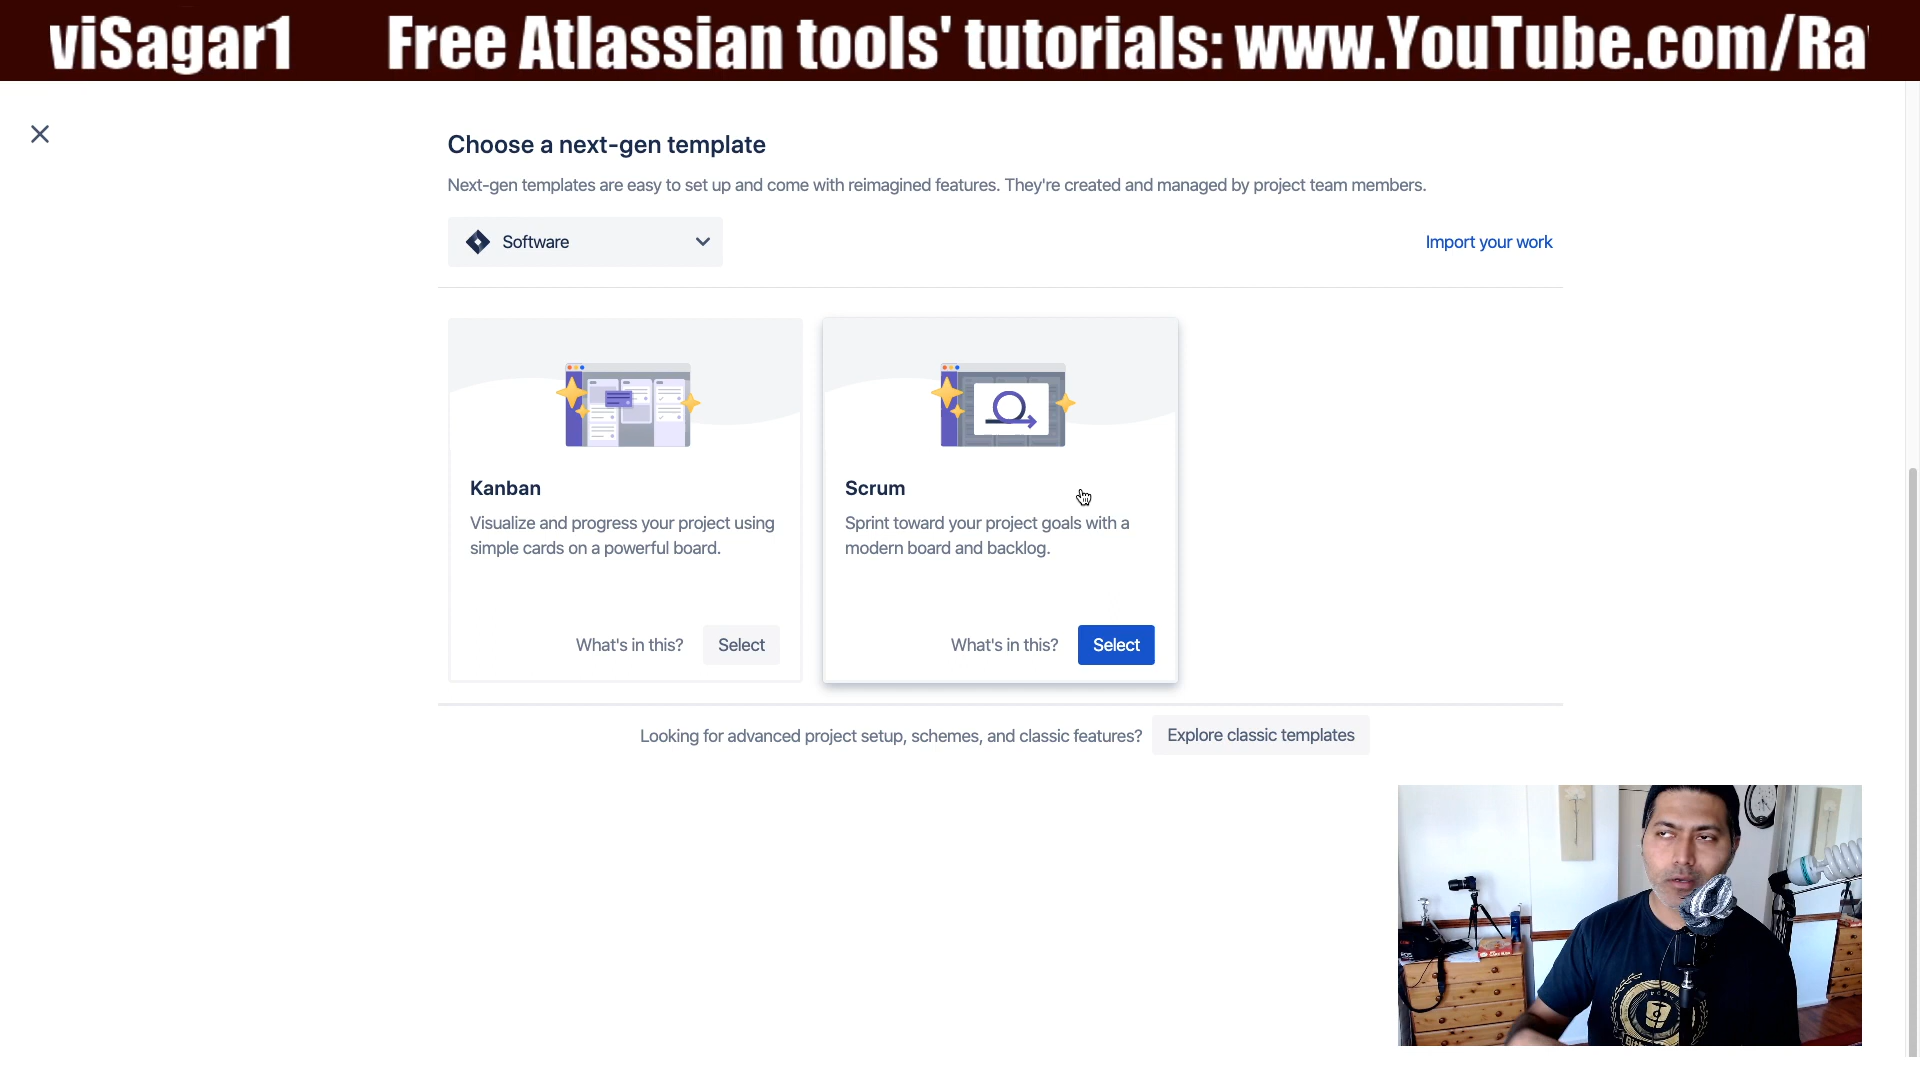 viSagar1 Free Atlassian tools' tutorials: www.YouTube.com/Ra
Choose a next-gen template
Next-gen templates are easy to set up and come with reimagined features. They're created and managed by project team members.
Software
Import your work
Kanban
Visualize and progress your project using
simple cards on a powerful board.
What's in this?
Select
Scrum
Sprint toward your project goals with a
modern board and backlog.
What's in this?
Select
Looking for advanced project setup, schemes, and classic features?
Explore classic templates